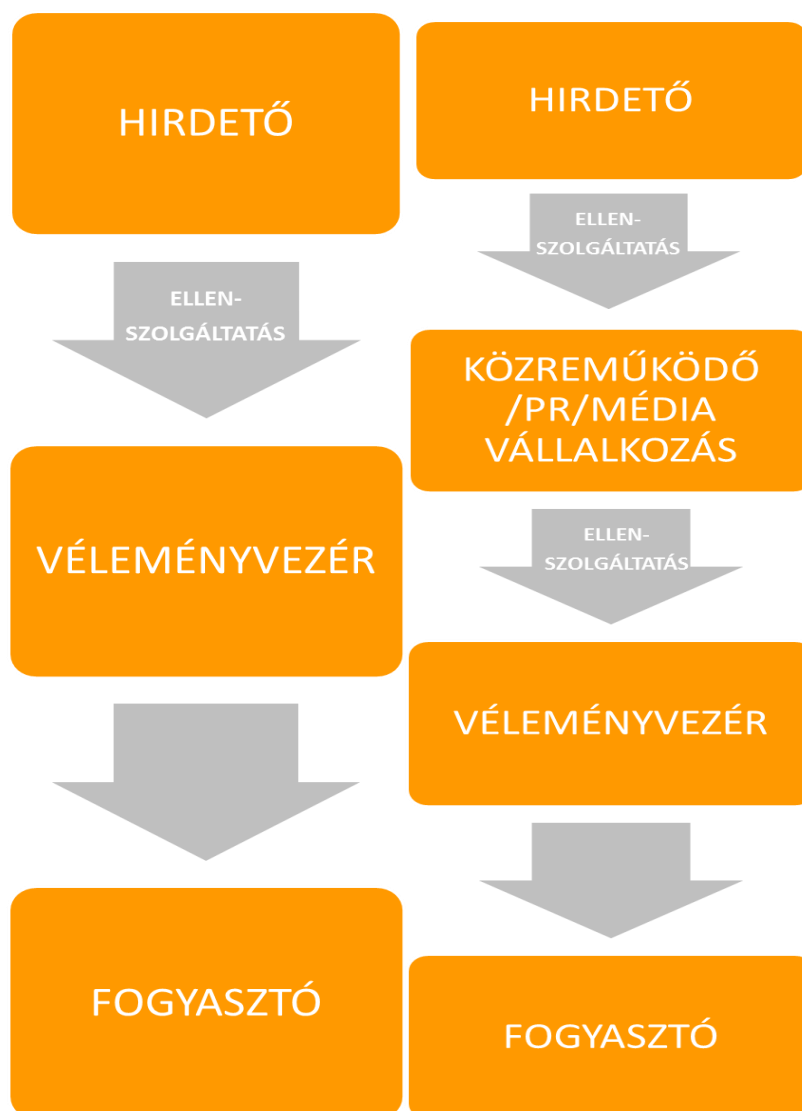 HIRDETŐ
ELLEN-
SZOLGÁLTATÁS
VÉLEMÉNYVEZÉR
FOGYASZTÓ
HIRDETŐ
ELLEN-
SZOLGÁLTATÁS
KÖZREMŰKÖDŐ
/PR/MÉDIA
VÁLLALKOZÁS
ELLEN-
SZOLGÁLTATÁS
VÉLEMÉNYVEZÉR
FOGYASZTÓ